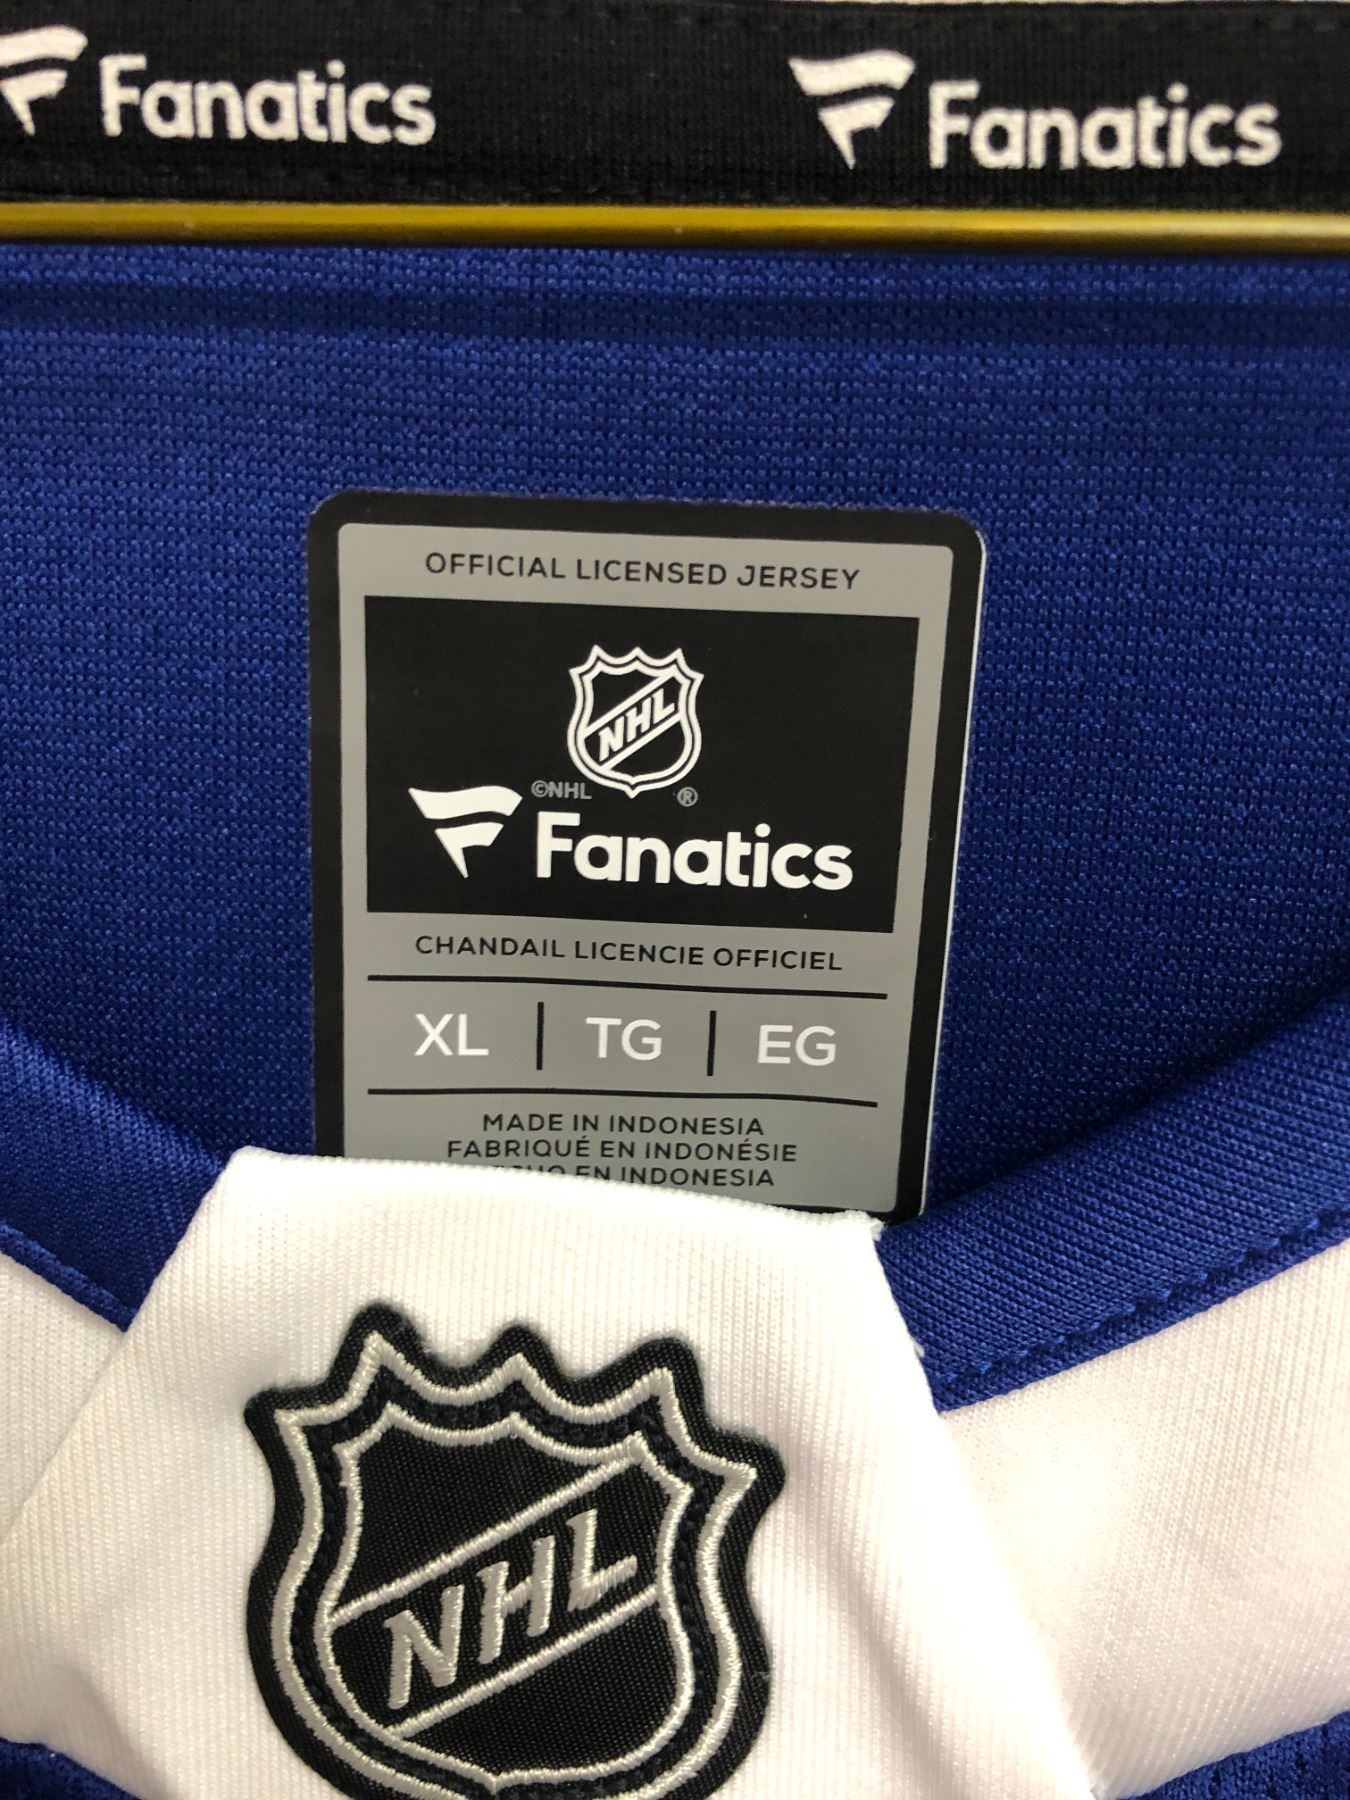 Fanatics Fanatics
OFFICIAL LICENSED JERSEY
NHL
©NHL ®
Fanatics
CHANDAIL LICENCIE OFFICIEL
XL | TG | EG
MADE IN INDONESIA
FABRIQUÉ EN INDONÉSIE
EN INDONESIA
NHL